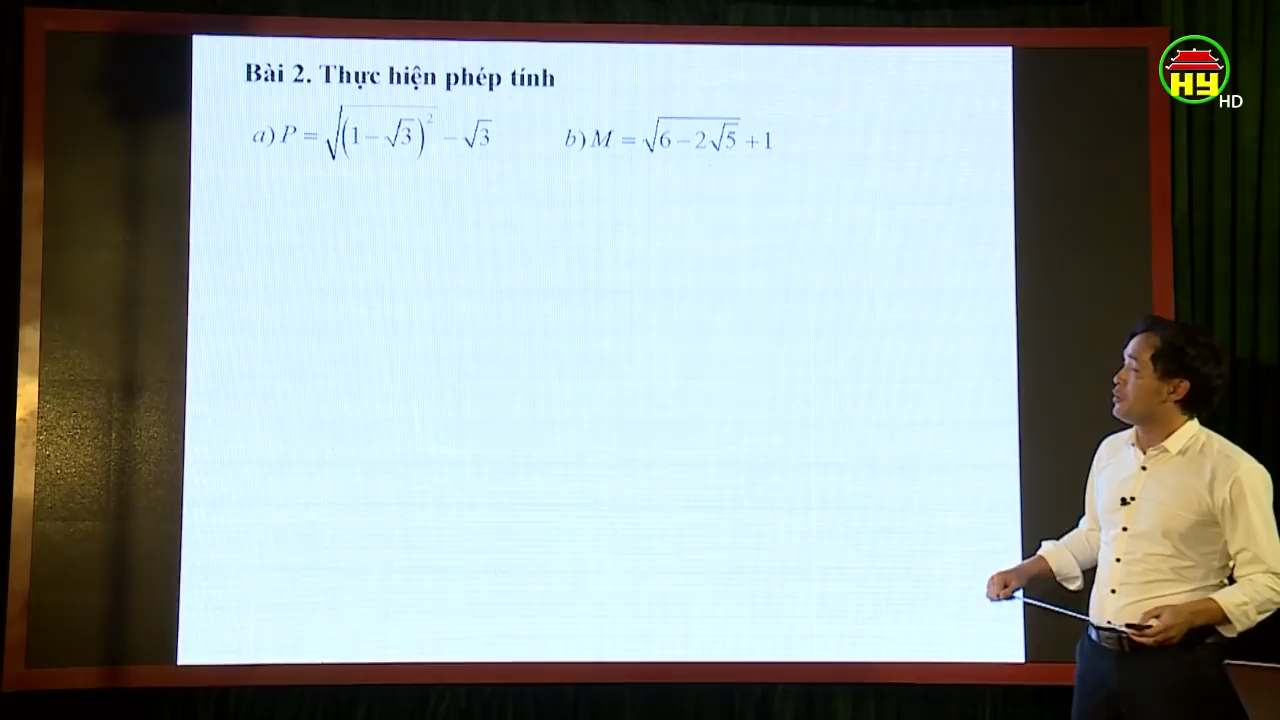 Bài 2. Thực hiện phép tính
a) P = √(1−√3)² − √3 b) M = √6−2√5 +1
HY
HD